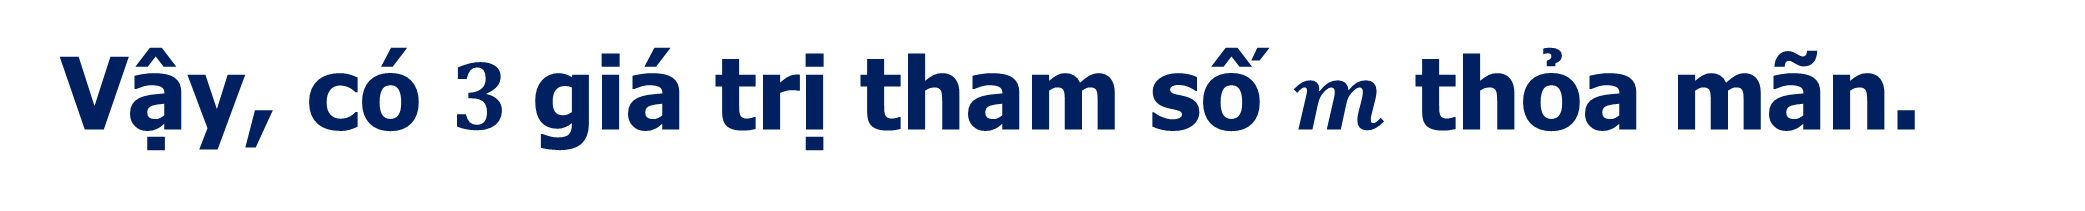 Vậy, có 3 giá trị tham số m thỏa mãn.